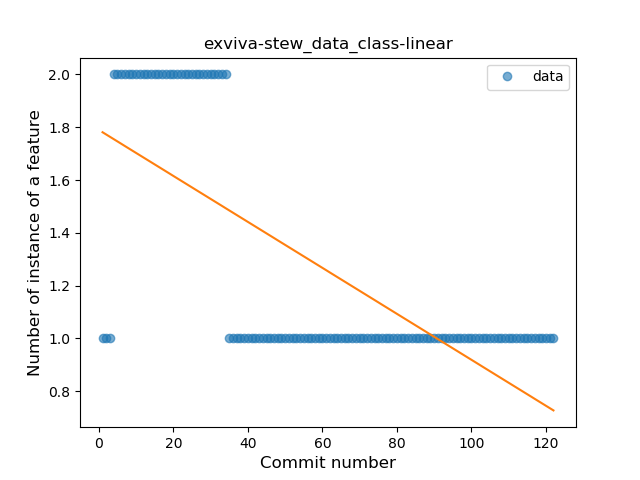 exviva-stew_data_class-linear
data
2.0
1.8
1.6
1.4
1.2
1.0
0.8
Number of instance of a feature
0 20 40 60 80 100 120
Commit number